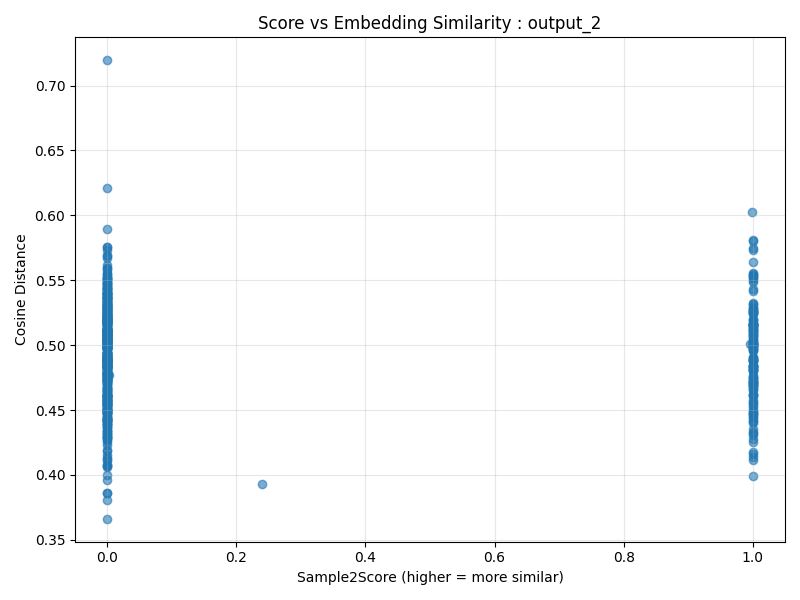 Score vs Embedding Similarity : output_2
Cosine Distance
0.70
0.65
0.60
0.55
0.50
0.45
0.40
0.35
0.0 0.2 0.4 0.6 0.8 1.0
Sample2Score (higher = more similar)